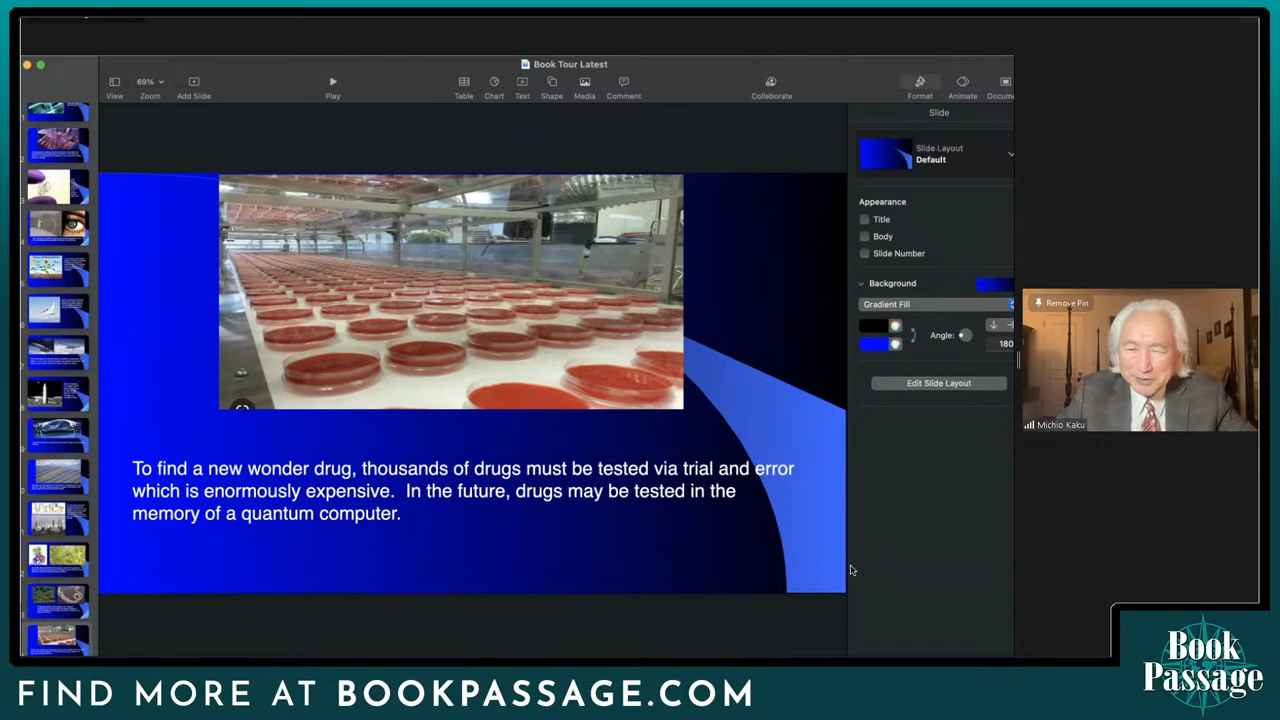 Book Tour Latest
View
69%
Zoom
Add Slide
Play
Table
Chart
Text
Shape
Media
Comment
Collaborate
Format
Animate
Docum
Slide
Slide Layout
Default
Appearance
Title
Body
Slide Number
Background
Gradient Fill
Angle:
180
Edit Slide Layout
To find a new wonder drug, thousands of drugs must be tested via trial and error
which is enormously expensive. In the future, drugs may be tested in the
memory of a quantum computer.
Remove Pin
Michio Kaku
Book
Passage
FIND MORE AT BOOKPASSAGE.COM